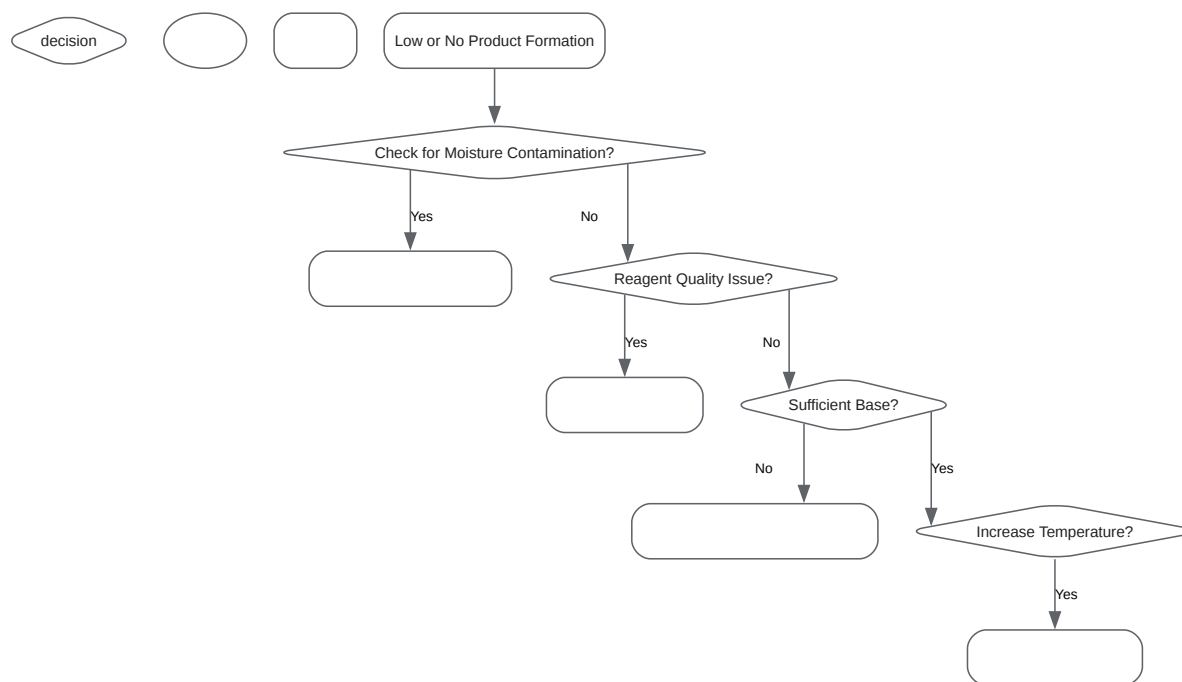 decision
Low or No Product Formation
Check for Moisture Contamination?
Yes
No
Reagent Quality Issue?
Yes
No
Sufficient Base?
No
Yes
Increase Temperature?
Yes